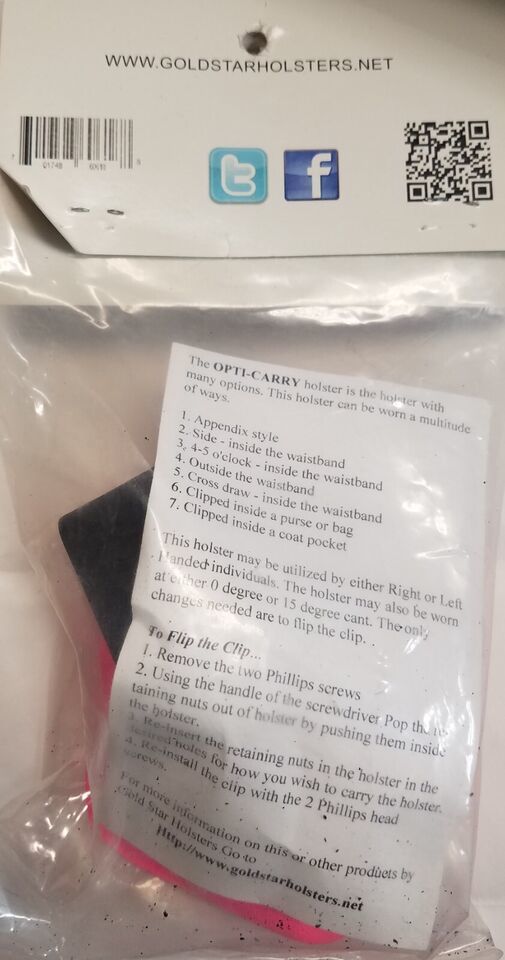 WWW.GOLDSTARHOLSTERS.NET
The OPTI-CARRY holster is the holster with
many options. This holster can be worn a multitude
of ways.
1. Appendix style
2. Side - inside the waistband
3. 4-5 o'clock - inside the waistband
4. Outside the waistband
5. Cross draw - inside the waistband
6. Clipped inside a purse or bag
7. Clipped inside a coat pocket
This holster may be utilized by either Right or Left
Handed individuals. The holster may also be worn
at either 0 degree or 15 degree cant. The only
changes needed are to flip the clip.
To Flip the Clip...
1. Remove the two Phillips screws
2. Using the handle of the screwdriver Pop the re-
taining nuts out of holster by pushing them inside
the holster.
3. Re-insert the retaining nuts in the holster in the
desired holes for how you wish to carry the holster.
4. Re-install the clip with the 2 Phillips head
screws.
For more information on this or other products by
Gold Star Holsters Go to
Http://www.goldstarholsters.net